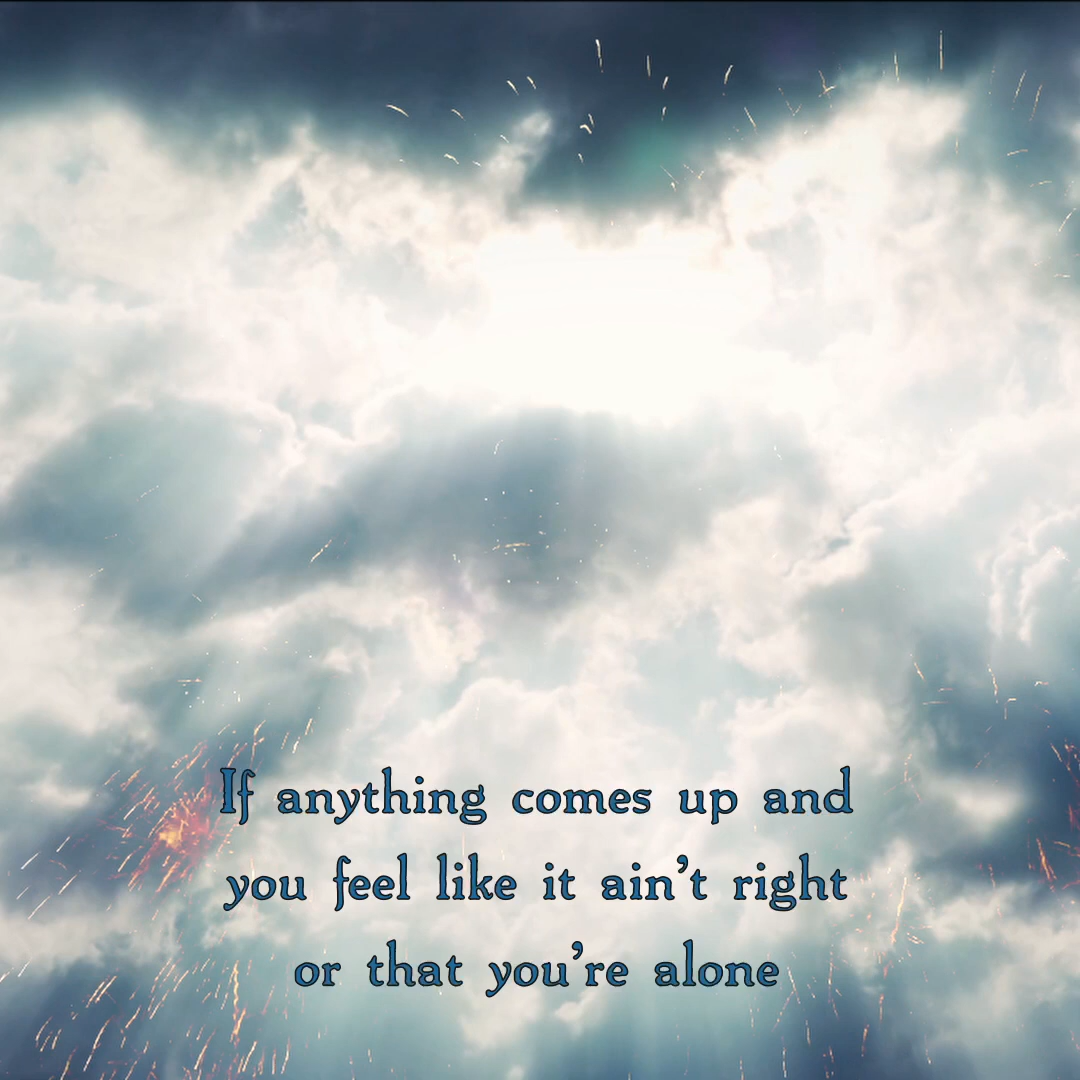 If anything comes up and
you feel like it ain’t right
or that you’re alone